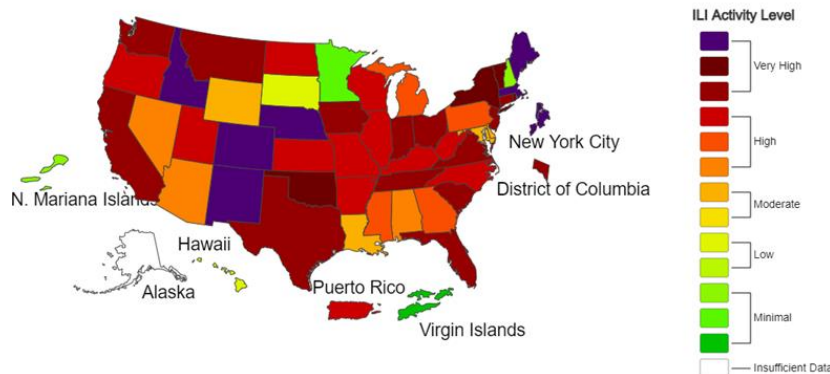 ILI Activity Level
Very High
High
Moderate
Low
Minimal
Insufficient Data
New York City
District of Columbia
N. Mariana Islands
Hawaii
Alaska
Puerto Rico
Virgin Islands